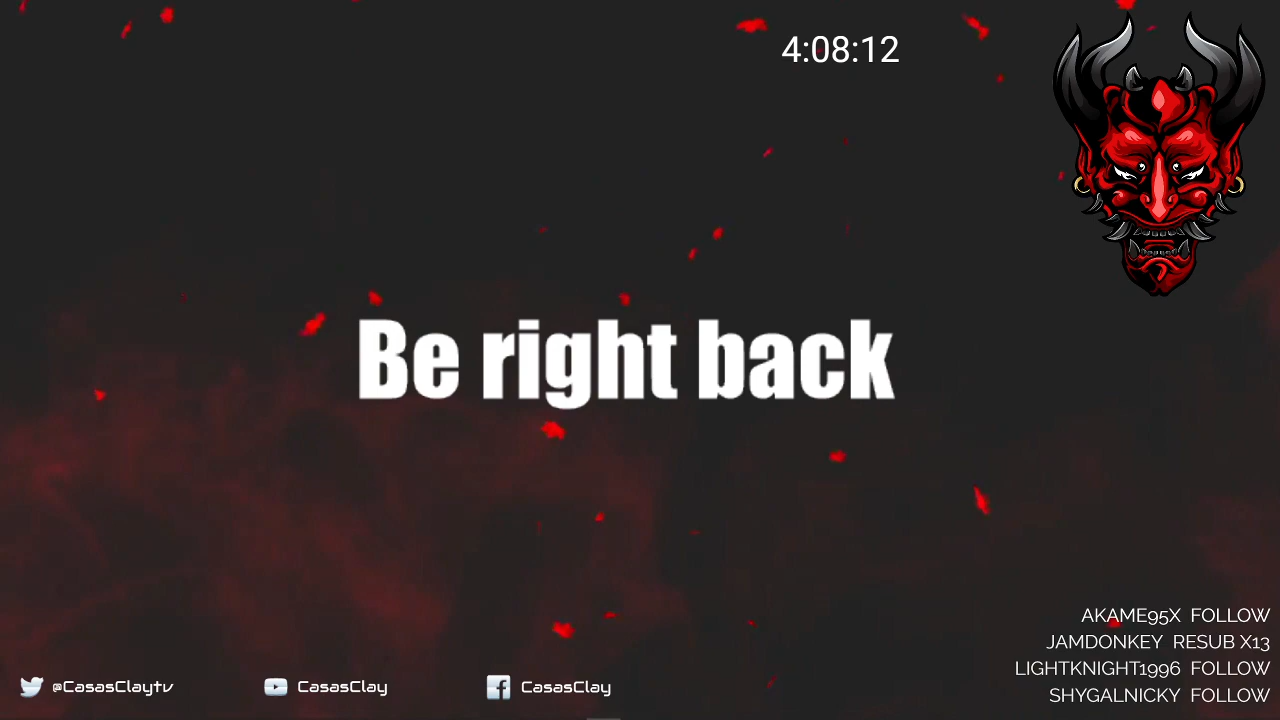 4:08:12
Be right back
AKAME95X FOLLOW
JAMDONKEY RESUB X13
LIGHTKNIGHT1996 FOLLOW
SHYGALNICKY FOLLOW
@CasasClaytv
CasasClay
CasasClay